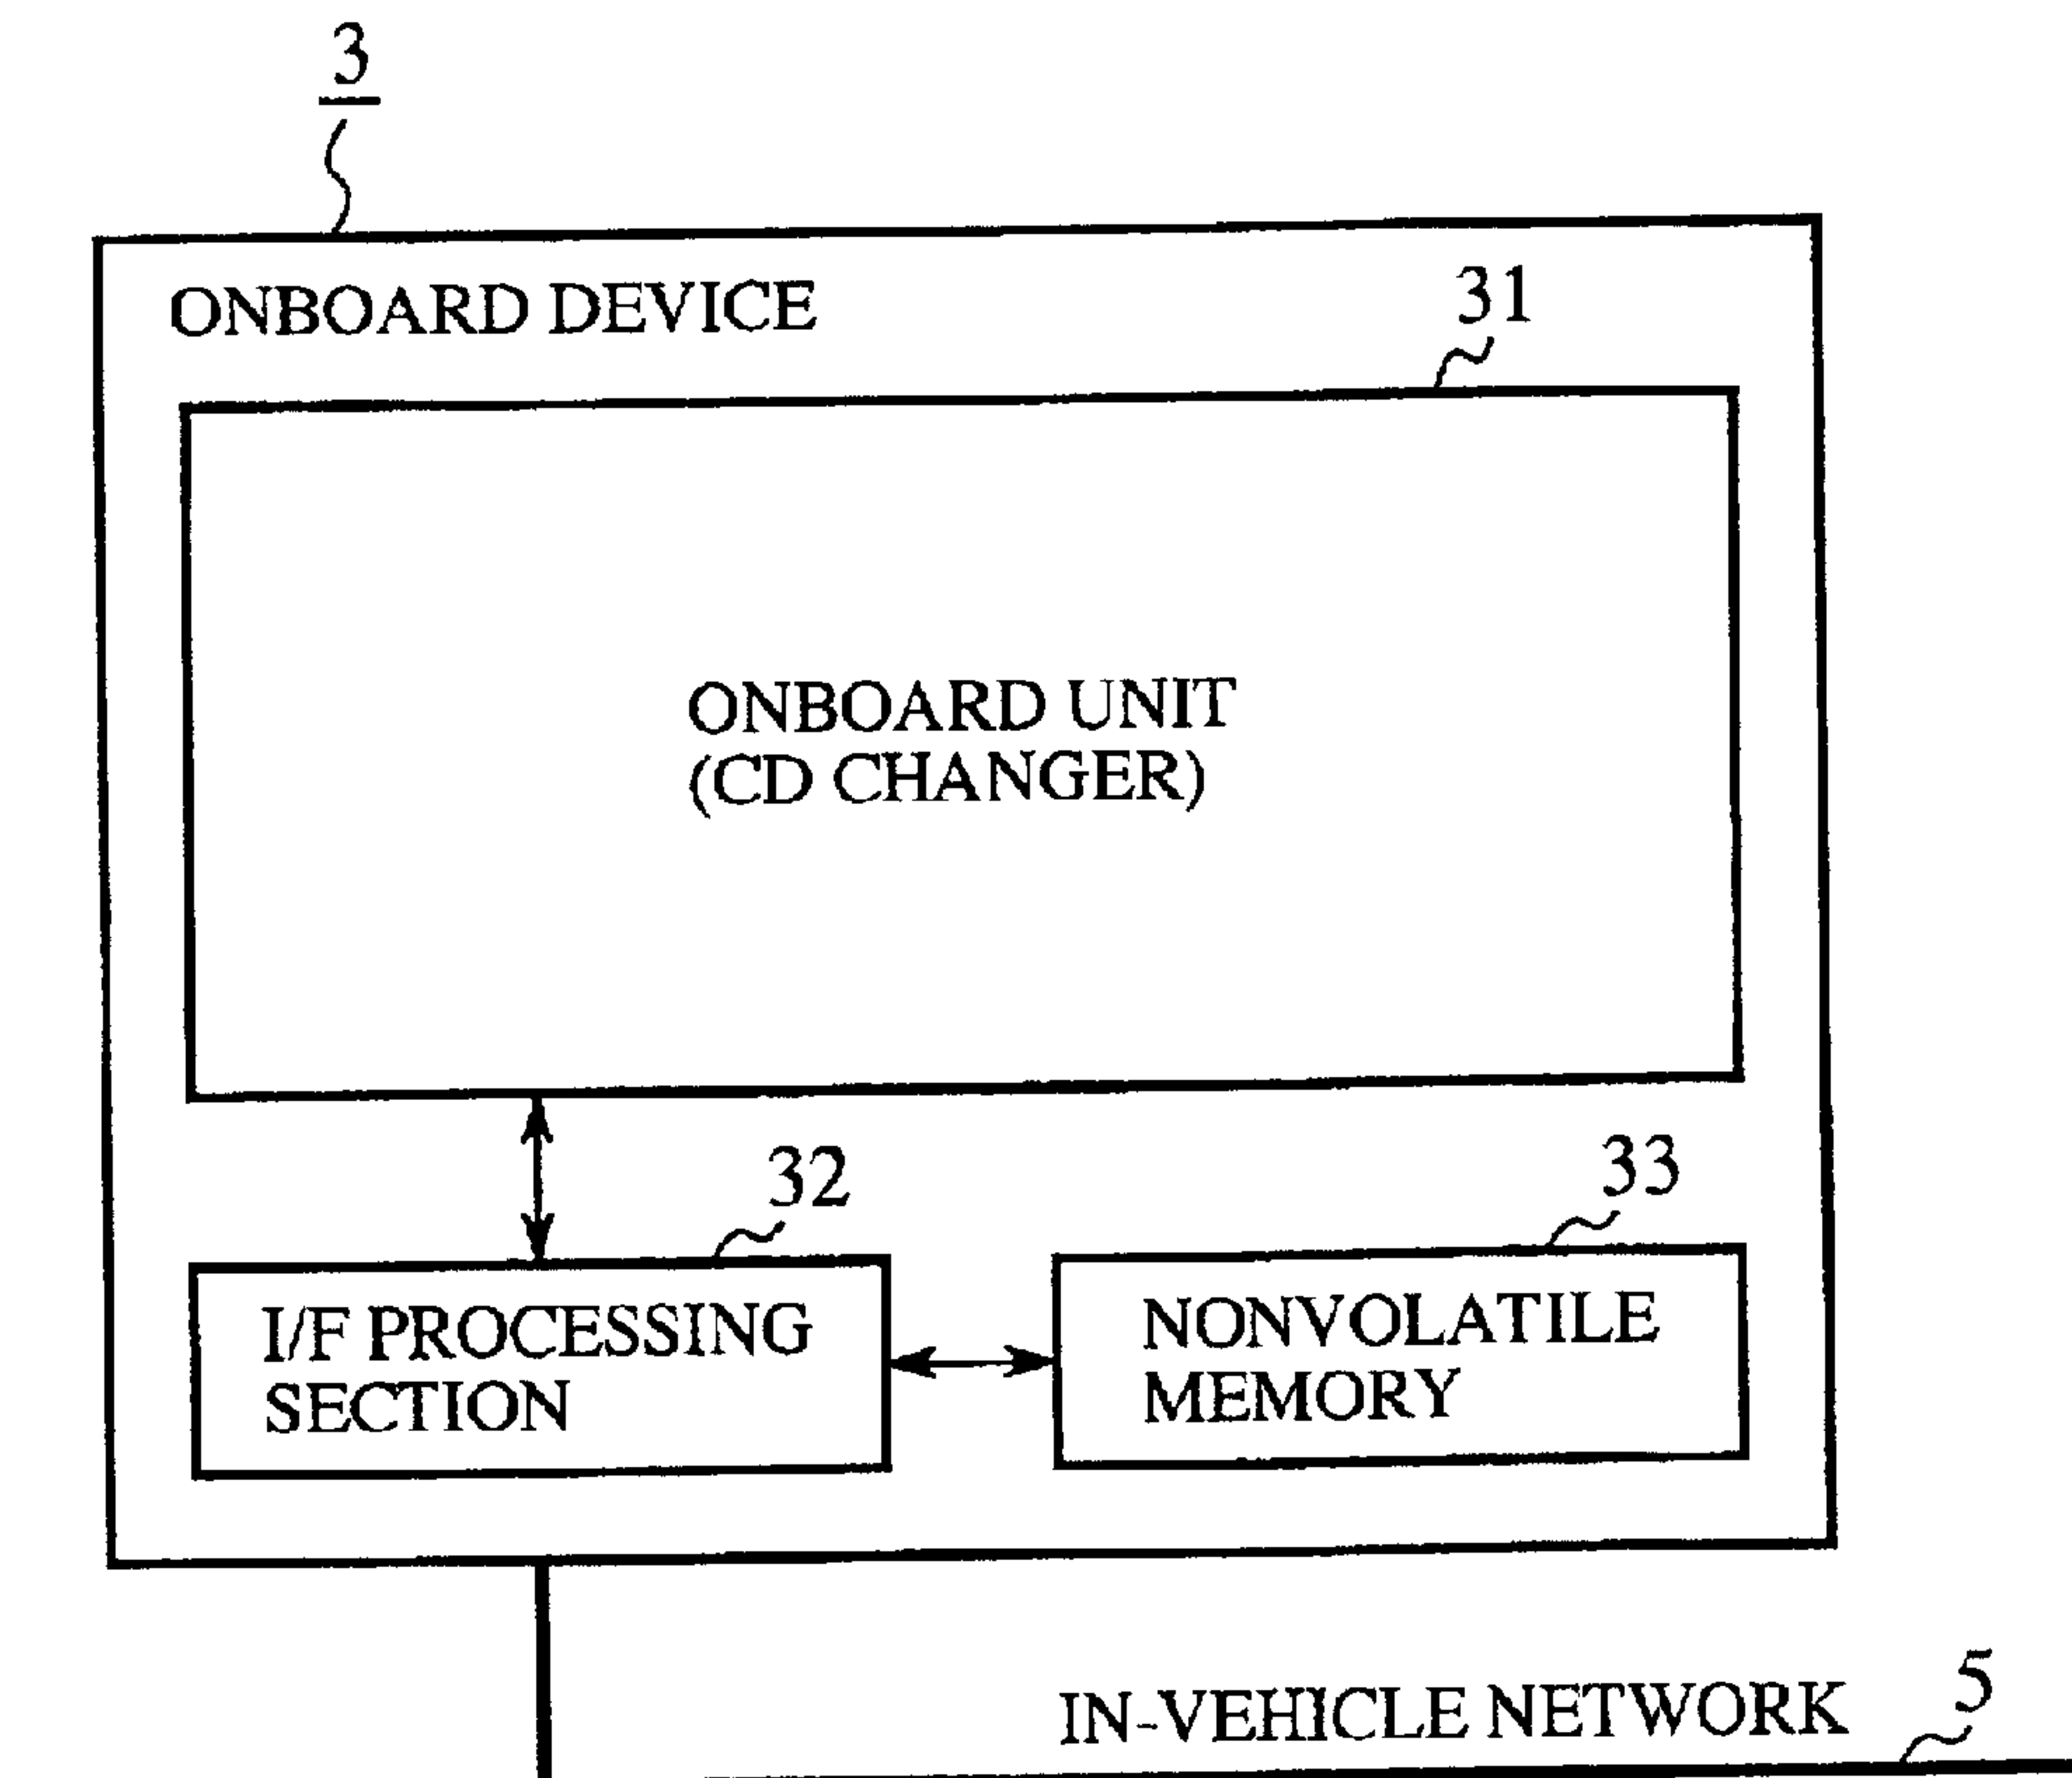 3
ONBOARD DEVICE
31
ONBOARD UNIT
(CD CHANGER)
32
33
I/F PROCESSING
SECTION
NONVOLATILE
MEMORY
IN-VEHICLE NETWORK
5